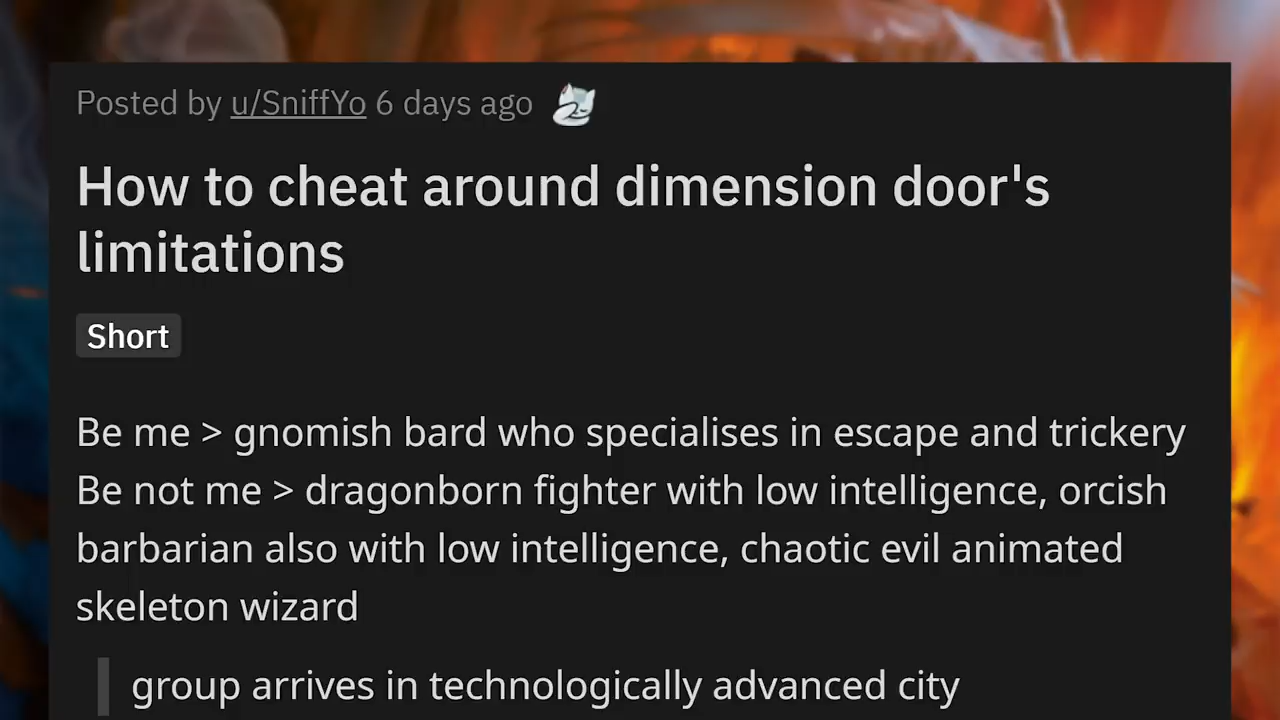 Posted by u/SniffYo 6 days ago
How to cheat around dimension door's
limitations
Short
Be me > gnomish bard who specialises in escape and trickery
Be not me > dragonborn fighter with low intelligence, orcish
barbarian also with low intelligence, chaotic evil animated
skeleton wizard
group arrives in technologically advanced city